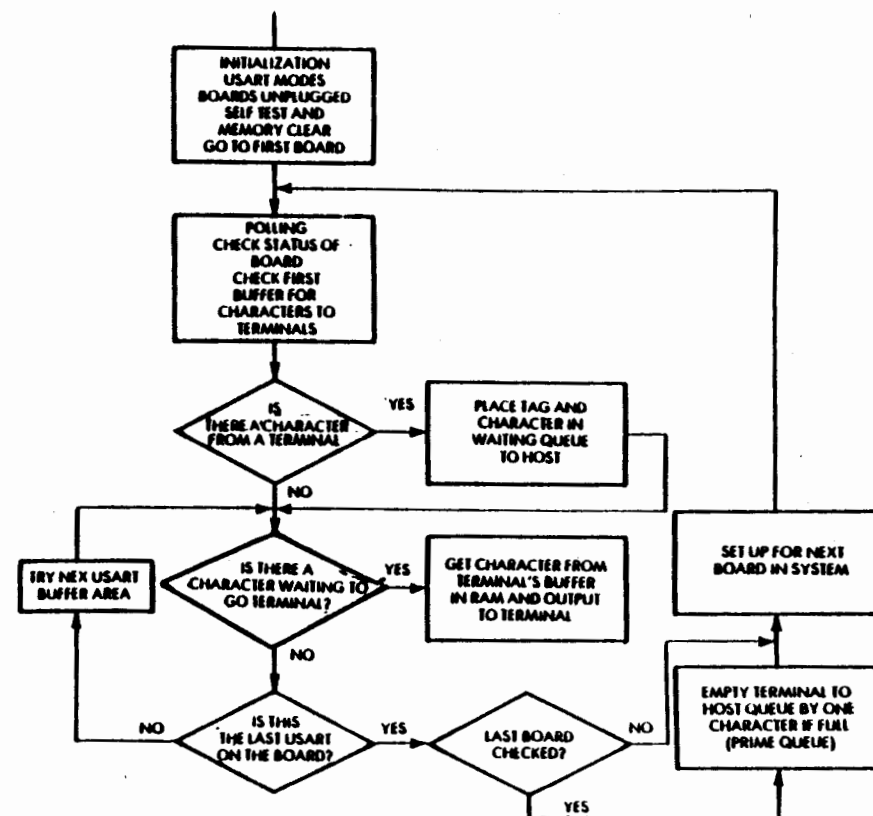 INITIALIZATION
USART MODES
BOARDS UNPLUGGED
SELF TEST AND
MEMORY CLEAR
GO TO FIRST BOARD
POLLING
CHECK STATUS OF
BOARD
CHECK FIRST
BUFFER FOR
CHARACTERS TO
TERMINALS
IS
THERE A CHARACTER
FROM A TERMINAL
YES
PLACE TAG AND
CHARACTER IN
WAITING QUEUE
TO HOST
NO
TRY NEX USART
BUFFER AREA
IS THERE A
CHARACTER WAITING TO
GO TERMINAL?
YES
GET CHARACTER FROM
TERMINAL'S BUFFER
IN RAM AND OUTPUT
TO TERMINAL
SET UP FOR NEXT
BOARD IN SYSTEM
NO
NO
IS THIS
THE LAST USART
ON THE BOARD?
YES
LAST BOARD
CHECKED?
NO
EMPTY TERMINAL TO
HOST QUEUE BY ONE
CHARACTER IF FULL
(PRIME QUEUE)
YES